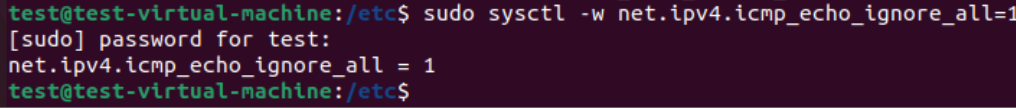 test@test-virtual-machine:/etc$ sudo sysctl -w net.ipv4.icmp_echo_ignore_all=1
[sudo] password for test:
net.ipv4.icmp_echo_ignore_all = 1
test@test-virtual-machine:/etc$